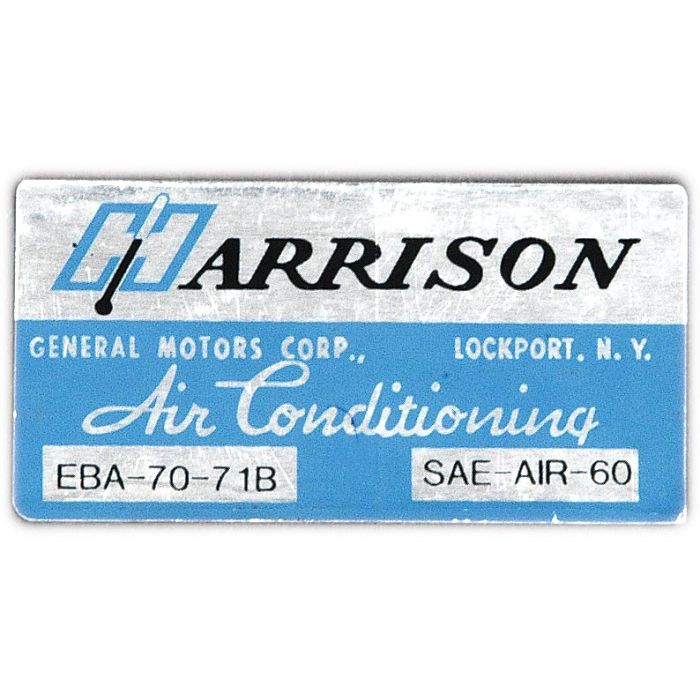 HARRISON
GENERAL MOTORS CORP., LOCKPORT. N. Y.
Air Conditioning
EBA-70-71B SAE-AIR-60